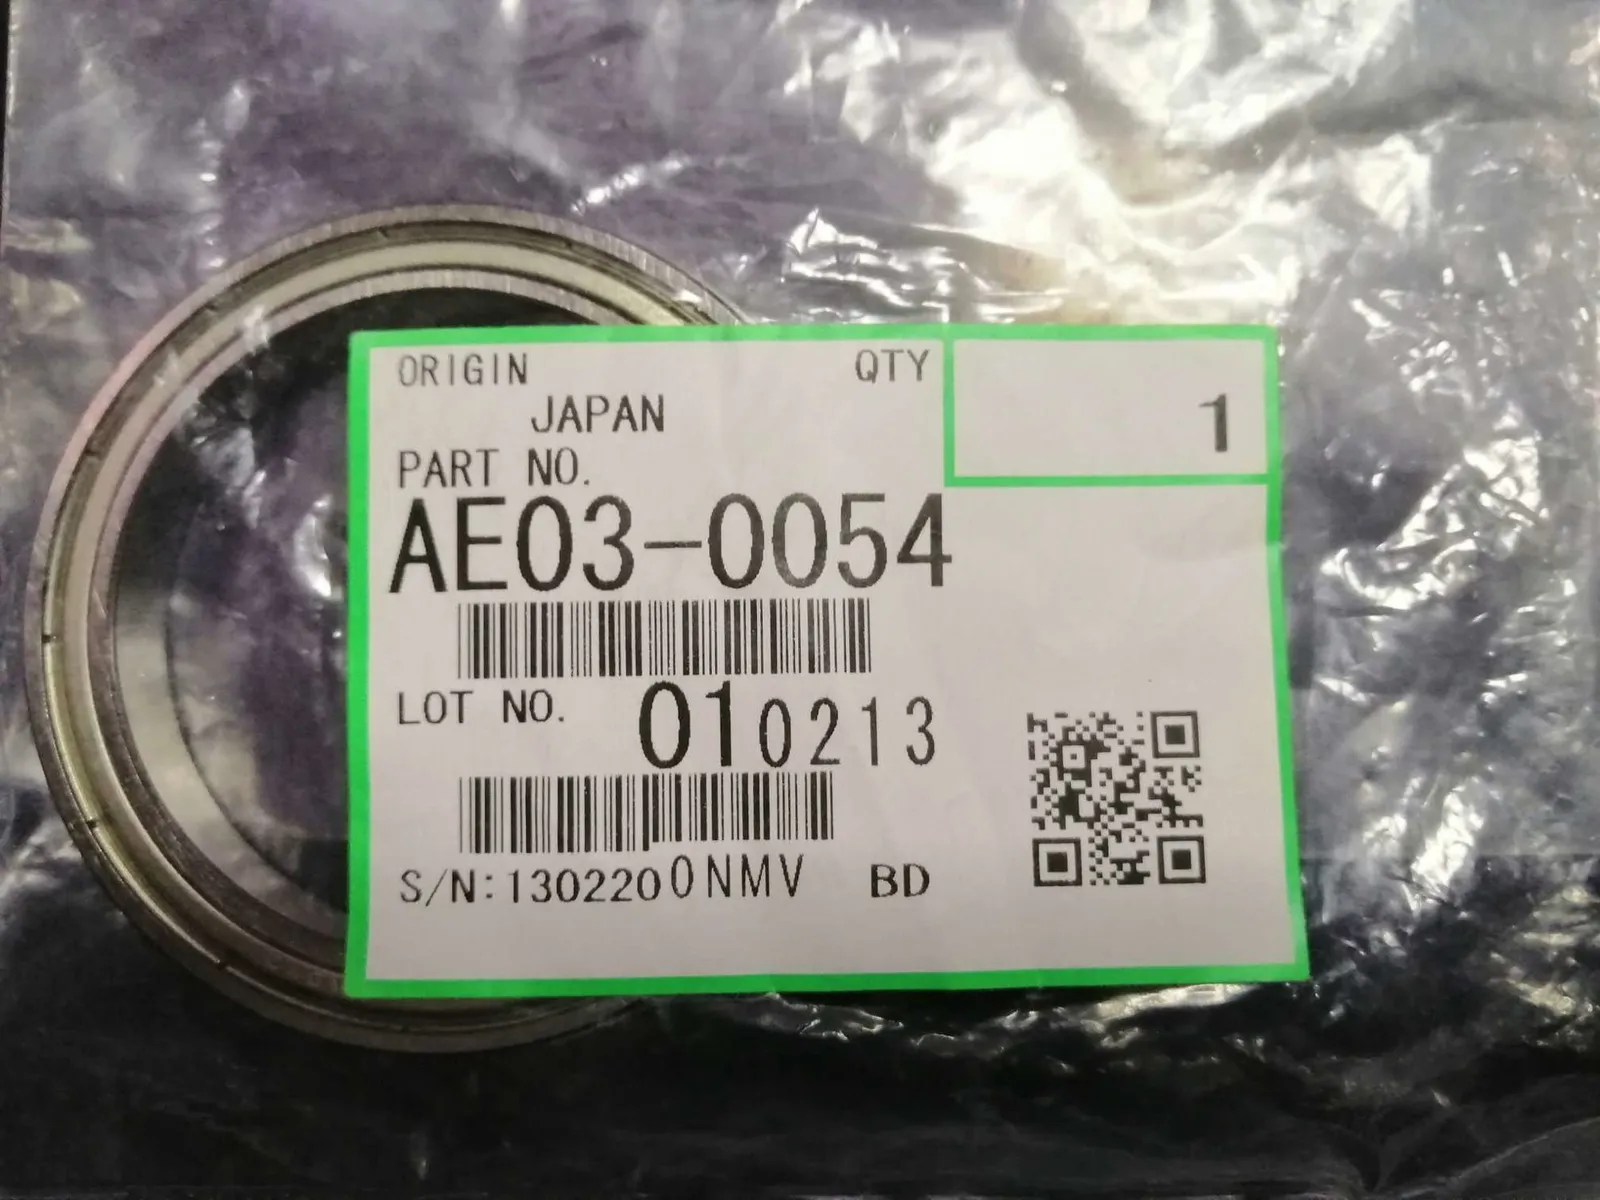 ORIGIN QTY
JAPAN 1
PART NO.
AE03-0054
LOT NO. 010213
S/N:1302200NMV BD